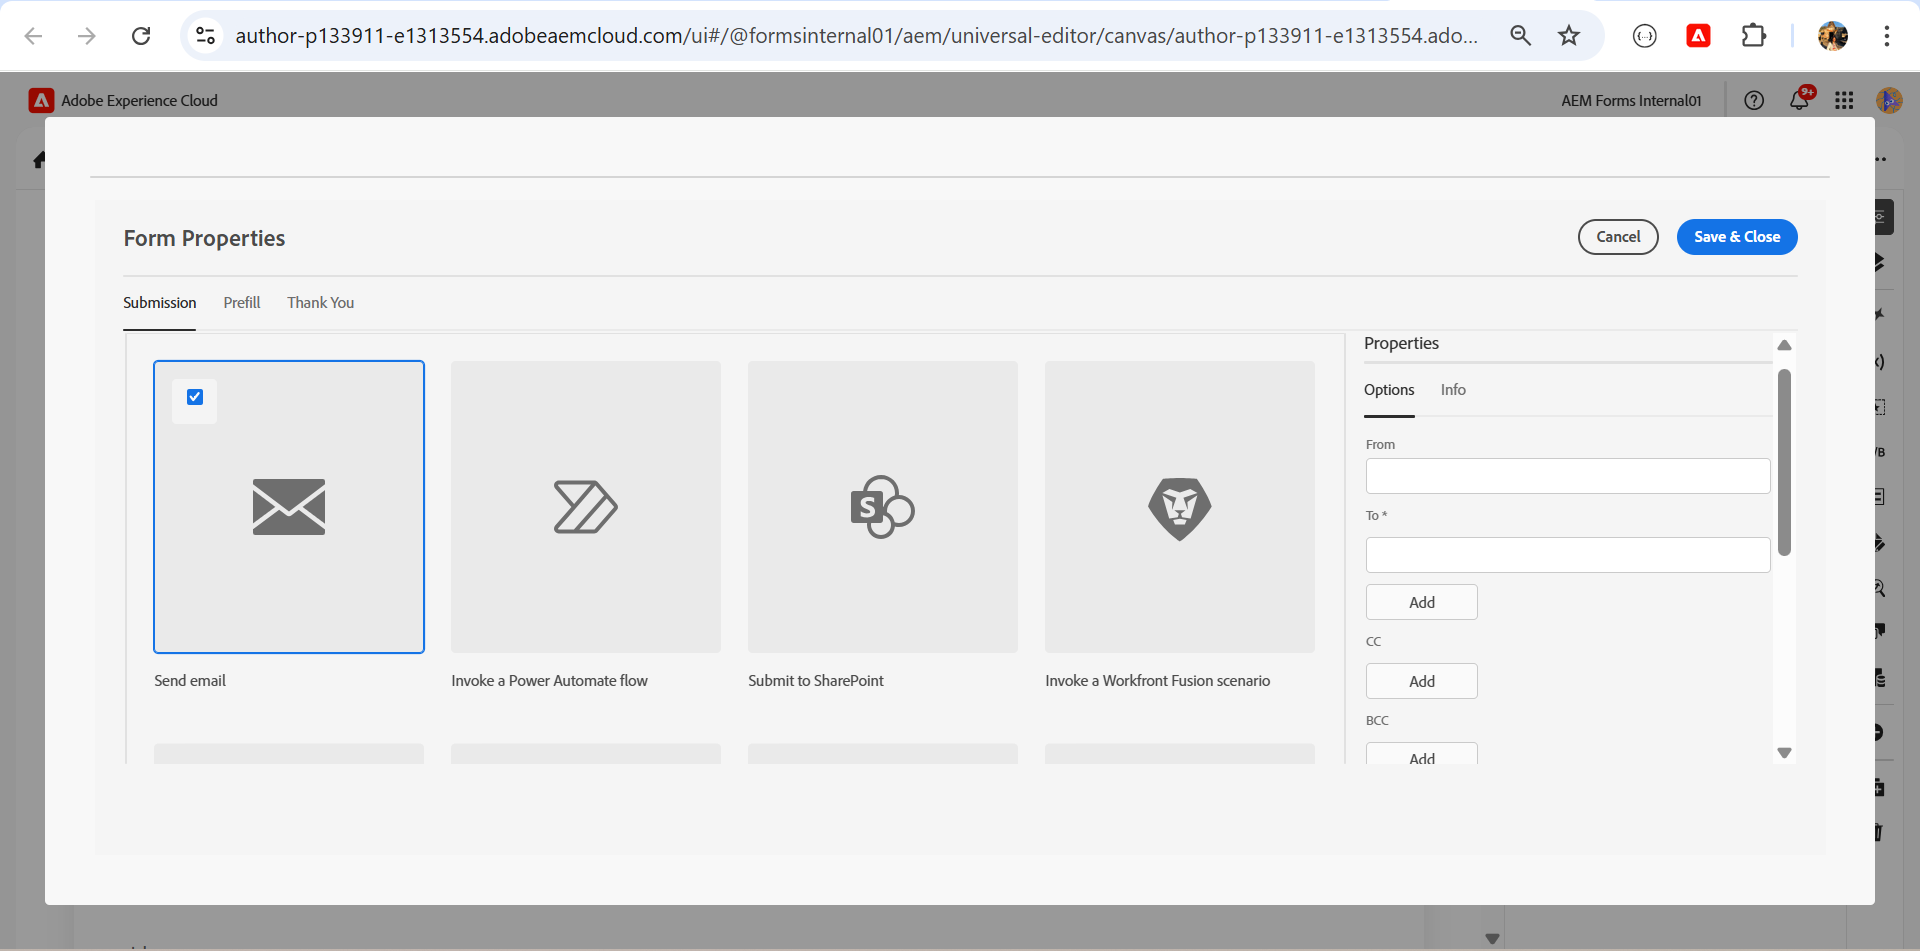 author-p133911-e1313554.adobeaemcloud.com/ui#/@formsinternal01/aem/universal-editor/canvas/author-p133911-e1313554.ado...
Adobe Experience Cloud
AEM Forms Internal01
9+
Form Properties
Cancel
Save & Close
Submission
Prefill
Thank You
Properties
Options
Info
From
To *
Add
CC
Add
BCC
Add
S
Send email
Invoke a Power Automate flow
Submit to SharePoint
Invoke a Workfront Fusion scenario